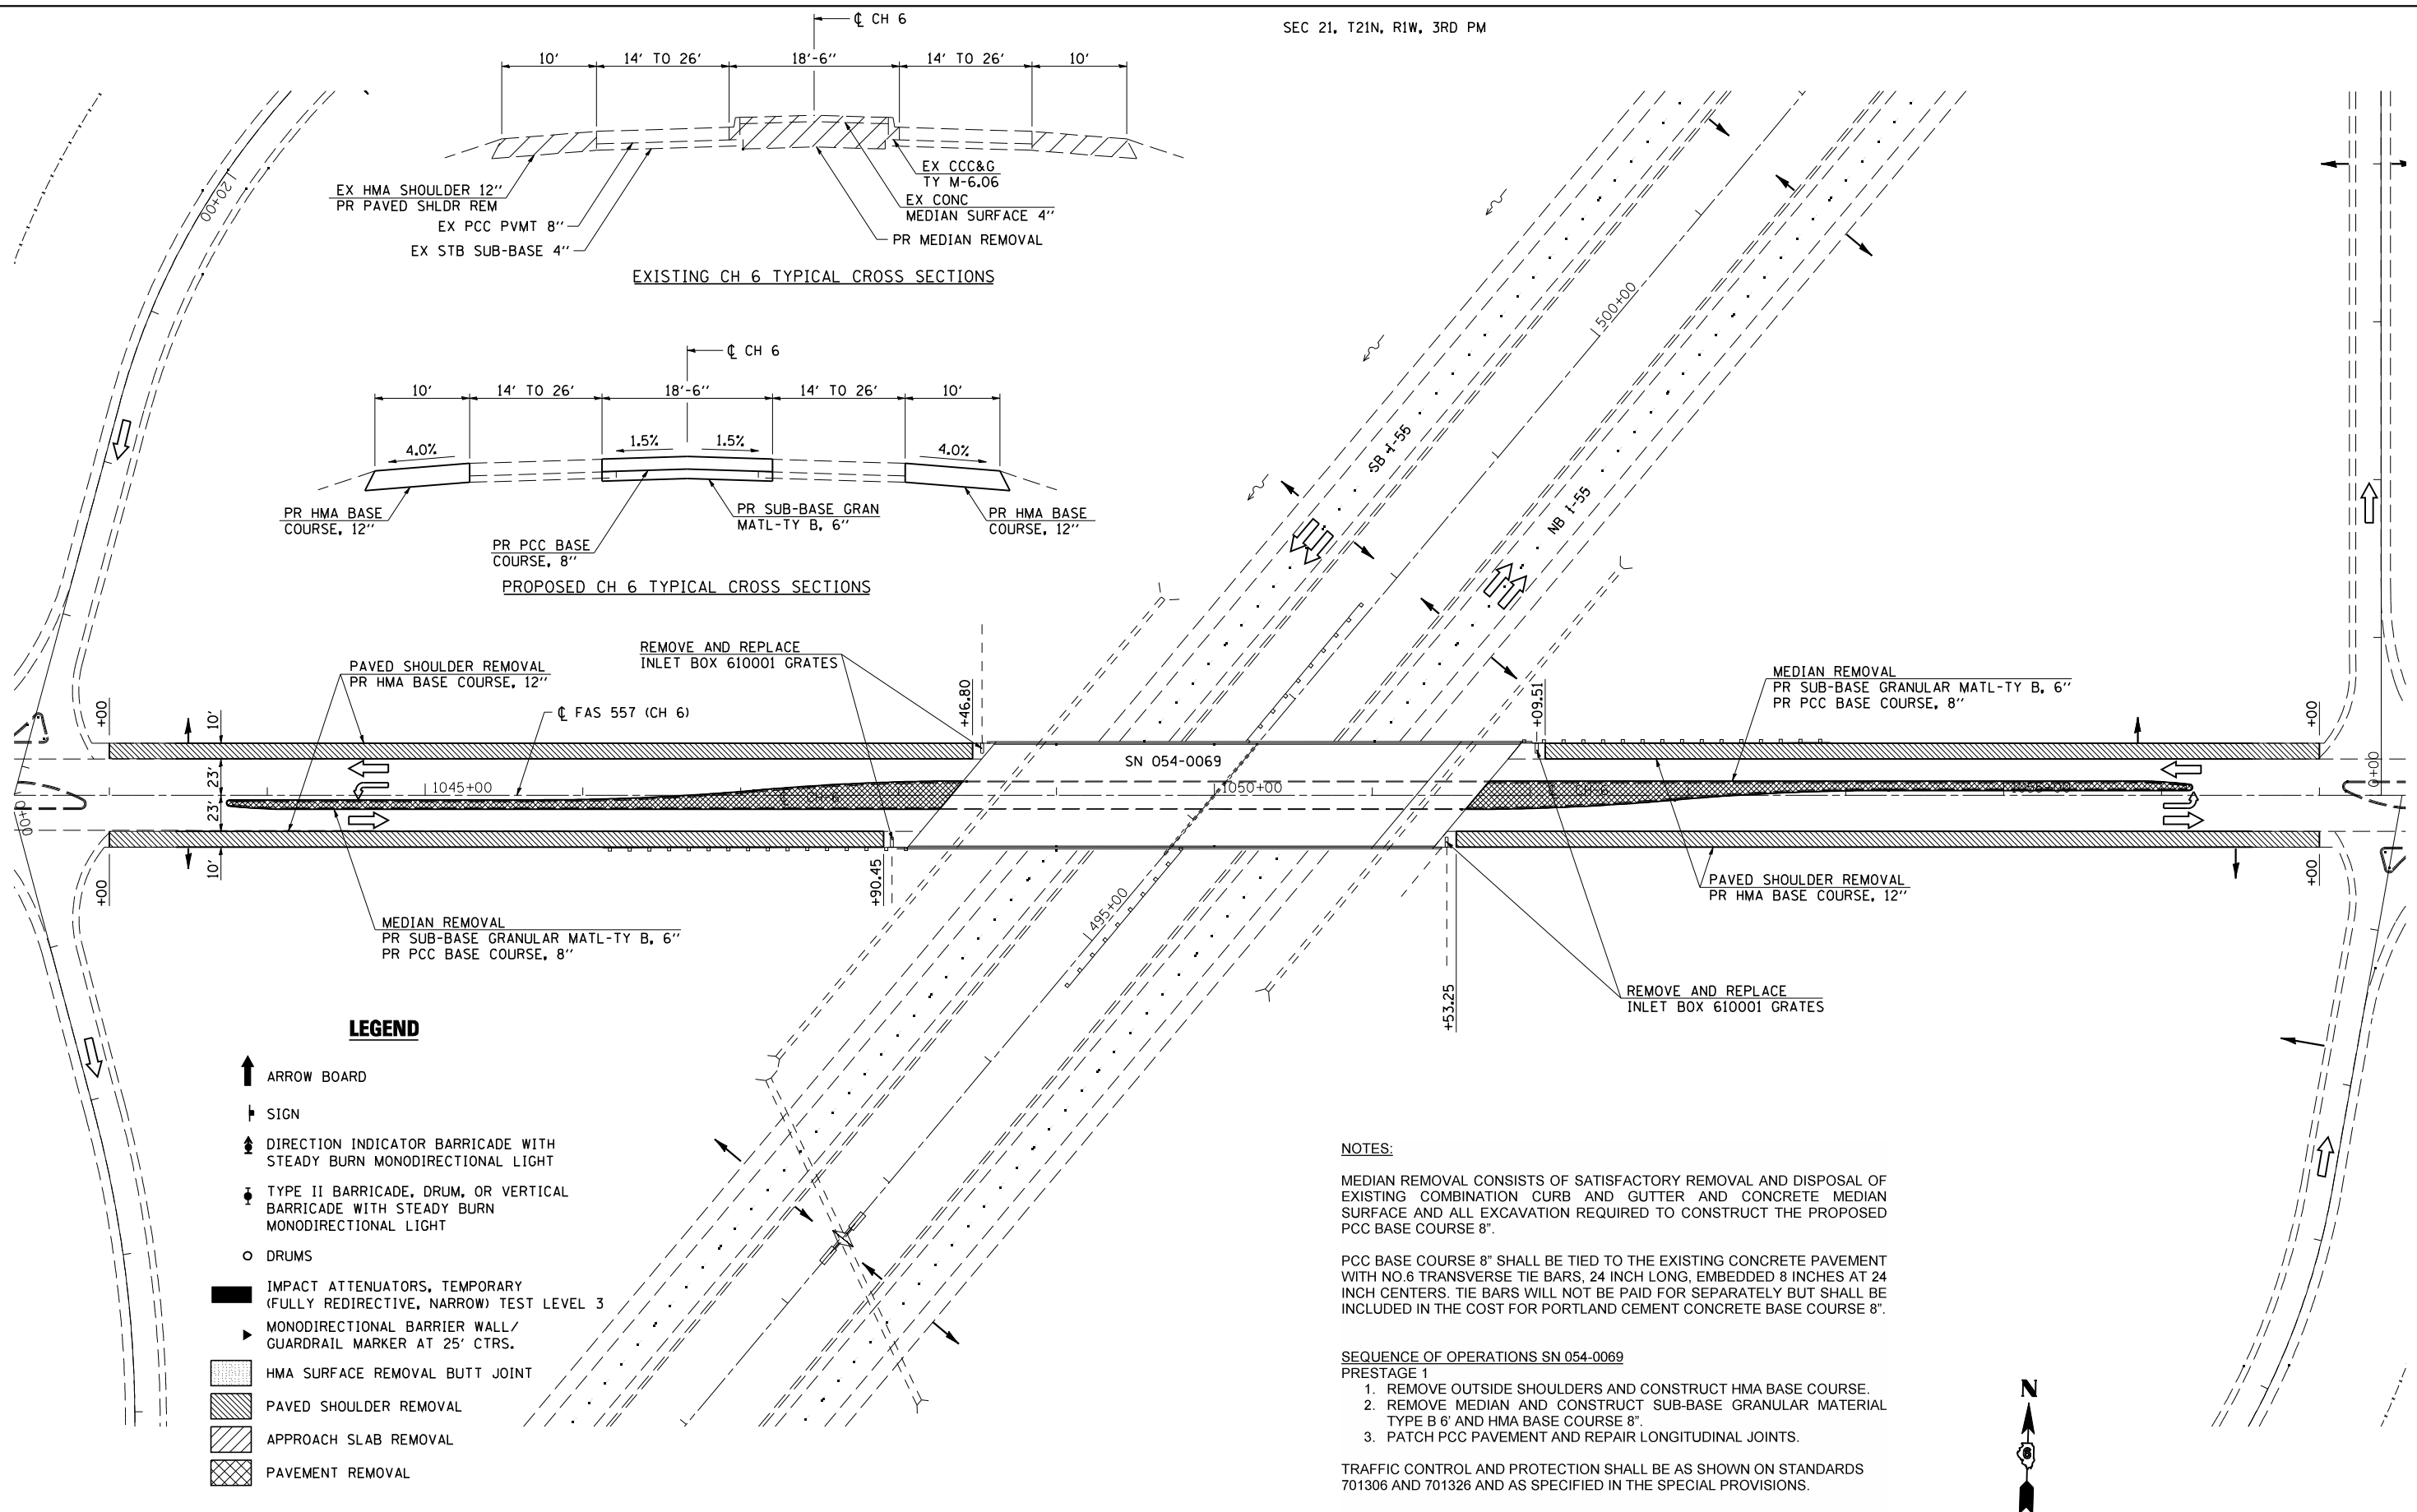 SEC 21, T21N, R1W, 3RD PM
℄ CH 6
10' 14' TO 26' 18'-6'' 14' TO 26' 10'
EX HMA SHOULDER 12''
PR PAVED SHLDR REM
EX PCC PVMT 8''
EX STB SUB-BASE 4''
EX CCC&G
TY M-6.06
EX CONC
MEDIAN SURFACE 4''
PR MEDIAN REMOVAL
EXISTING CH 6 TYPICAL CROSS SECTIONS
℄ CH 6
10' 14' TO 26' 18'-6'' 14' TO 26' 10'
4.0% 1.5% 1.5% 4.0%
PR HMA BASE
COURSE, 12''
PR PCC BASE
COURSE, 8''
PR SUB-BASE GRAN
MATL-TY B, 6''
PR HMA BASE
COURSE, 12''
PROPOSED CH 6 TYPICAL CROSS SECTIONS
120+00
1500+00
SB I-55
NB I-55
PAVED SHOULDER REMOVAL
PR HMA BASE COURSE, 12''
REMOVE AND REPLACE
INLET BOX 610001 GRATES
MEDIAN REMOVAL
PR SUB-BASE GRANULAR MATL-TY B, 6''
PR PCC BASE COURSE, 8''
℄ FAS 557 (CH 6)
+00
10'
+46.80
+09.51
+00
SN 054-0069
23'
23'
1045+00
℄ CH 6
1050+00
℄ CH 6
1055+00
0+00
0+00
+00
10'
+90.45
+53.25
+00
1495+00
MEDIAN REMOVAL
PR SUB-BASE GRANULAR MATL-TY B, 6''
PR PCC BASE COURSE, 8''
PAVED SHOULDER REMOVAL
PR HMA BASE COURSE, 12''
REMOVE AND REPLACE
INLET BOX 610001 GRATES
LEGEND
ARROW BOARD
SIGN
DIRECTION INDICATOR BARRICADE WITH
STEADY BURN MONODIRECTIONAL LIGHT
TYPE II BARRICADE, DRUM, OR VERTICAL
BARRICADE WITH STEADY BURN
MONODIRECTIONAL LIGHT
DRUMS
IMPACT ATTENUATORS, TEMPORARY
(FULLY REDIRECTIVE, NARROW) TEST LEVEL 3
MONODIRECTIONAL BARRIER WALL/
GUARDRAIL MARKER AT 25' CTRS.
HMA SURFACE REMOVAL BUTT JOINT
PAVED SHOULDER REMOVAL
APPROACH SLAB REMOVAL
PAVEMENT REMOVAL
NOTES:
MEDIAN REMOVAL CONSISTS OF SATISFACTORY REMOVAL AND DISPOSAL OF
EXISTING COMBINATION CURB AND GUTTER AND CONCRETE MEDIAN
SURFACE AND ALL EXCAVATION REQUIRED TO CONSTRUCT THE PROPOSED
PCC BASE COURSE 8”.
PCC BASE COURSE 8” SHALL BE TIED TO THE EXISTING CONCRETE PAVEMENT
WITH NO.6 TRANSVERSE TIE BARS, 24 INCH LONG, EMBEDDED 8 INCHES AT 24
INCH CENTERS. TIE BARS WILL NOT BE PAID FOR SEPARATELY BUT SHALL BE
INCLUDED IN THE COST FOR PORTLAND CEMENT CONCRETE BASE COURSE 8”.
SEQUENCE OF OPERATIONS SN 054-0069
PRESTAGE 1
1. REMOVE OUTSIDE SHOULDERS AND CONSTRUCT HMA BASE COURSE.
2. REMOVE MEDIAN AND CONSTRUCT SUB-BASE GRANULAR MATERIAL
TYPE B 6’ AND HMA BASE COURSE 8”.
3. PATCH PCC PAVEMENT AND REPAIR LONGITUDINAL JOINTS.
TRAFFIC CONTROL AND PROTECTION SHALL BE AS SHOWN ON STANDARDS
701306 AND 701326 AND AS SPECIFIED IN THE SPECIAL PROVISIONS.
N
6